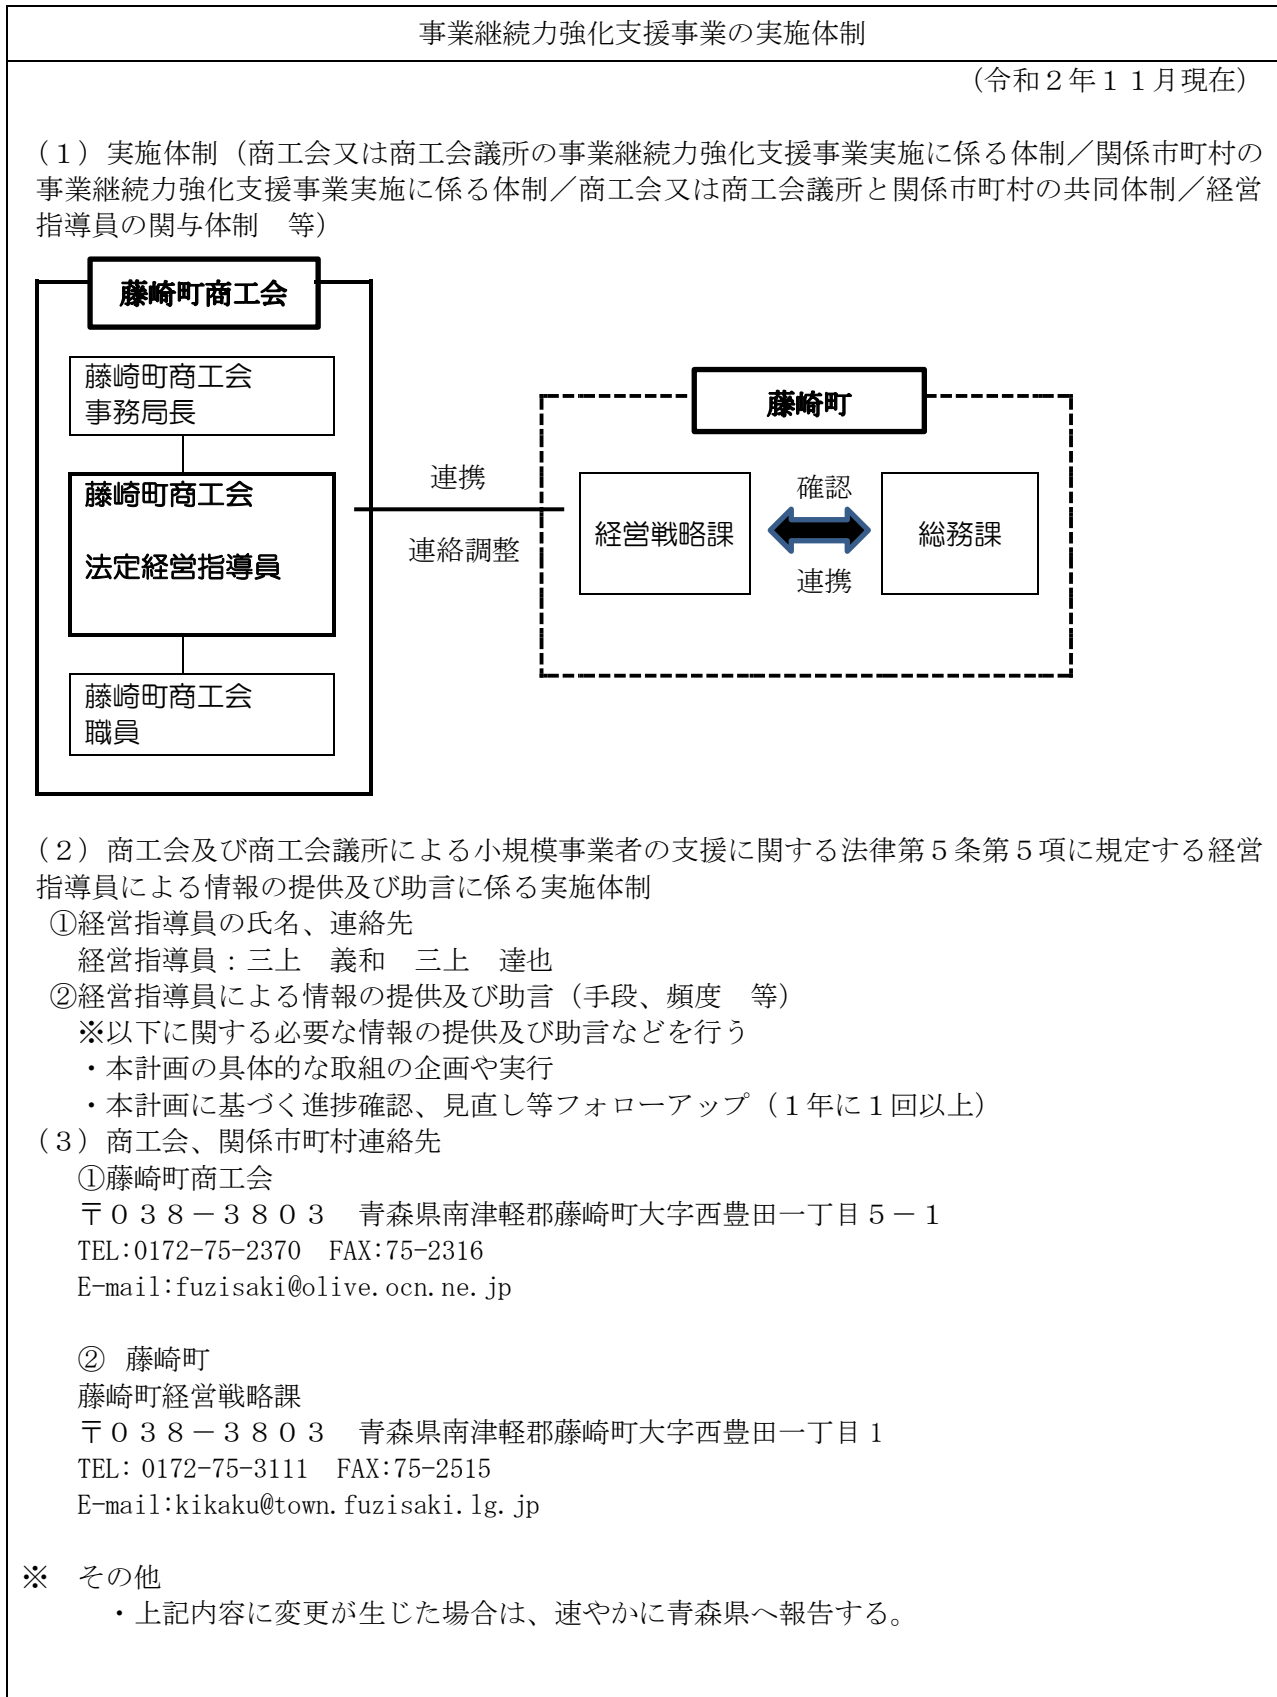 事業継続力強化支援事業の実施体制
（令和２年１１月現在）
（１）実施体制（商工会又は商工会議所の事業継続力強化支援事業実施に係る体制／関係市町村の
事業継続力強化支援事業実施に係る体制／商工会又は商工会議所と関係市町村の共同体制／経営
指導員の関与体制　等）
藤崎町商工会
藤崎町商工会
事務局長
藤崎町商工会
法定経営指導員
藤崎町商工会
職員
連携
連絡調整
藤崎町
経営戦略課
確認
連携
総務課
（２）商工会及び商工会議所による小規模事業者の支援に関する法律第５条第５項に規定する経営
指導員による情報の提供及び助言に係る実施体制
①経営指導員の氏名、連絡先
経営指導員：三上　義和　三上　達也
②経営指導員による情報の提供及び助言（手段、頻度　等）
※以下に関する必要な情報の提供及び助言などを行う
・本計画の具体的な取組の企画や実行
・本計画に基づく進捗確認、見直し等フォローアップ（１年に１回以上）
（３）商工会、関係市町村連絡先
①藤崎町商工会
〒０３８－３８０３　青森県南津軽郡藤崎町大字西豊田一丁目５－１
TEL:0172-75-2370　FAX:75-2316
E-mail:fuzisaki@olive.ocn.ne.jp
② 藤崎町
藤崎町経営戦略課
〒０３８－３８０３　青森県南津軽郡藤崎町大字西豊田一丁目1
TEL: 0172-75-3111　FAX:75-2515
E-mail:kikaku@town.fuzisaki.lg.jp
※　その他
・上記内容に変更が生じた場合は、速やかに青森県へ報告する。